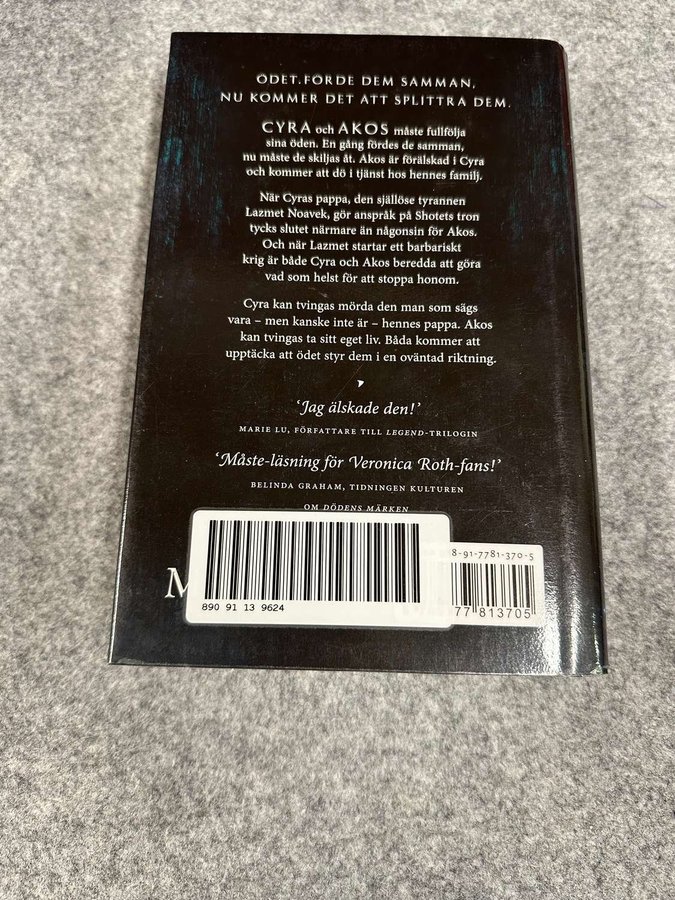 ÖDET FÖRDE DEM SAMMAN,
NU KOMMER DET ATT SPLITTRA DEM.
CYRA och AKOS måste fullfölja
sina öden. En gång fördes de samman,
nu måste de skiljas åt. Akos är förälskad i Cyra
och kommer att dö i tjänst hos hennes familj.
När Cyras pappa, den själlöse tyrannen
Lazmet Noavek, gör anspråk på Shotets tron
tycks slutet närmare än någonsin för Akos.
Och när Lazmet startar ett barbariskt
krig är både Cyra och Akos beredda att göra
vad som helst för att stoppa honom.
Cyra kan tvingas mörda den man som sägs
vara – men kanske inte är – hennes pappa. Akos
kan tvingas ta sitt eget liv. Båda kommer att
upptäcka att ödet styr dem i en oväntad riktning.
‘Jag älskade den!’
MARIE LU, FÖRFATTARE TILL LEGEND-TRILOGIN
‘Måste-läsning för Veronica Roth-fans!’
BELINDA GRAHAM, TIDNINGEN KULTUREN
OM DÖDENS MÄRKEN
8-91-7781-370-5
M
77 813705
890 91 13 9624